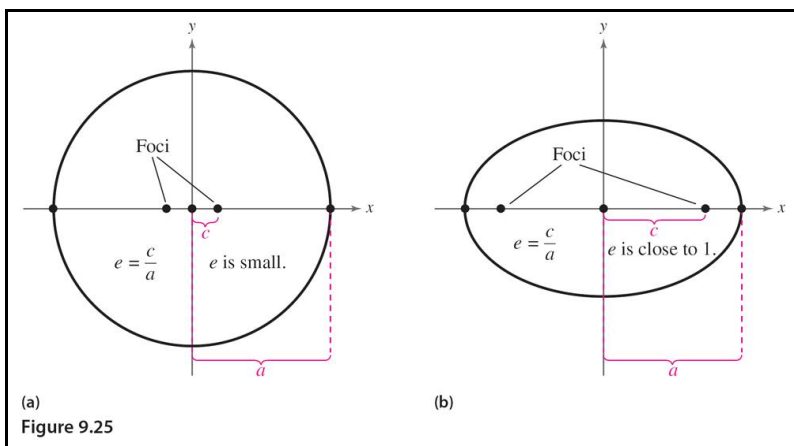 y
Foci
x
c
e = c/a
e is small.
a
(a)
y
Foci
x
c
e = c/a
e is close to 1.
a
(b)
Figure 9.25